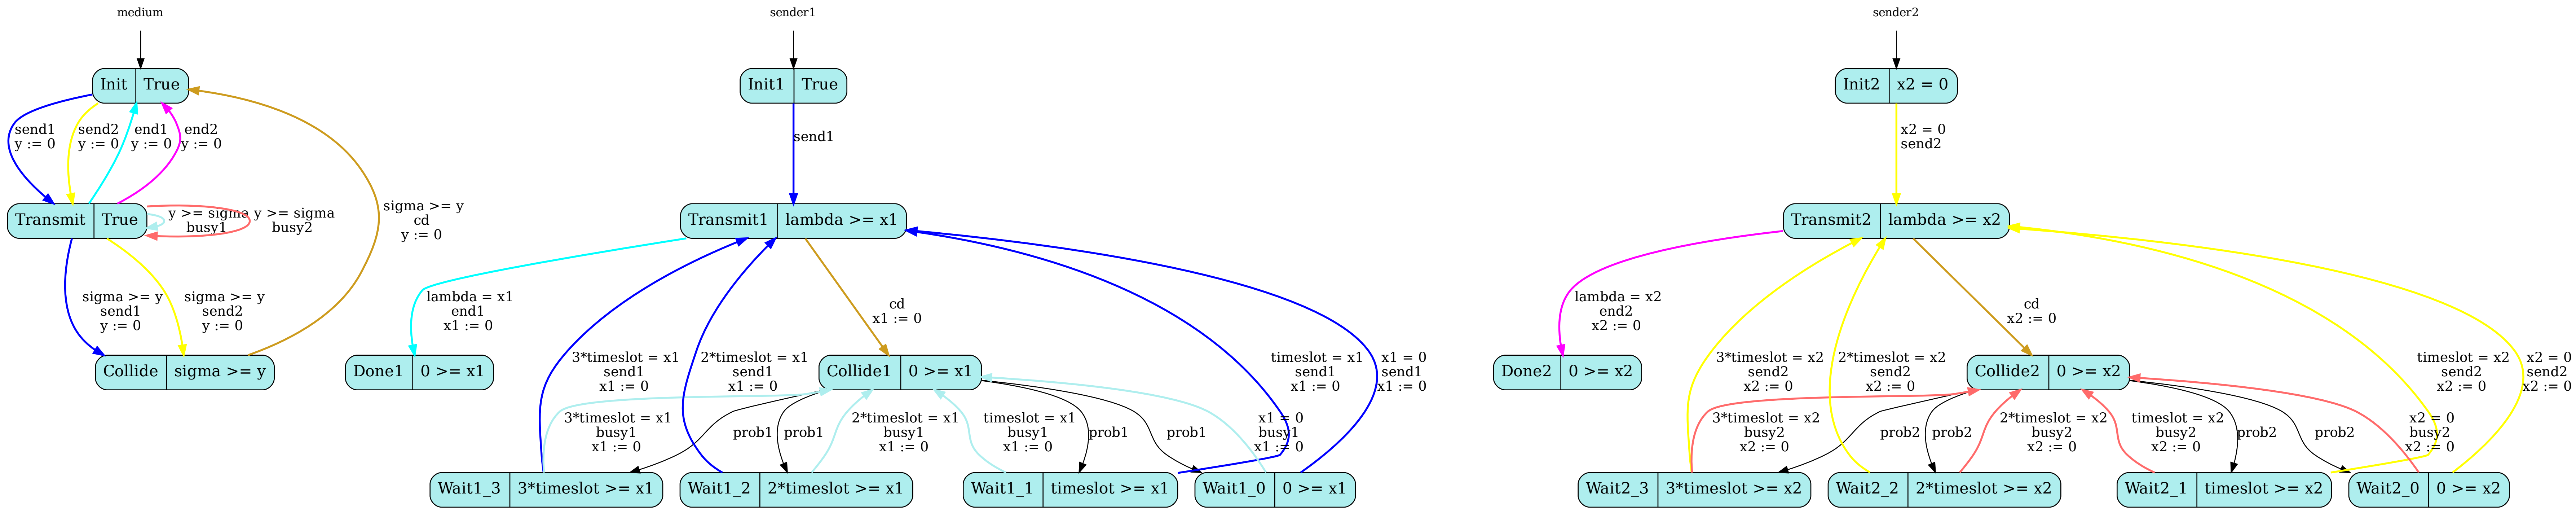 medium
Init | True
send1
y := 0
send2
y := 0
end1
y := 0
end2
y := 0
Transmit | True
y >= sigma
busy1
y >= sigma
busy2
sigma >= y
cd
y := 0
sigma >= y
send1
y := 0
sigma >= y
send2
y := 0
Collide | sigma >= y
sender1
Init1 | True
send1
Transmit1 | lambda >= x1
lambda = x1
end1
x1 := 0
cd
x1 := 0
Done1 | 0 >= x1
3*timeslot = x1
send1
x1 := 0
2*timeslot = x1
send1
x1 := 0
Collide1 | 0 >= x1
timeslot = x1
send1
x1 := 0
x1 = 0
send1
x1 := 0
3*timeslot = x1
busy1
x1 := 0
prob1
prob1
2*timeslot = x1
busy1
x1 := 0
timeslot = x1
busy1
x1 := 0
prob1
prob1
x1 = 0
busy1
x1 := 0
Wait1_3 | 3*timeslot >= x1
Wait1_2 | 2*timeslot >= x1
Wait1_1 | timeslot >= x1
Wait1_0 | 0 >= x1
sender2
Init2 | x2 = 0
x2 = 0
send2
Transmit2 | lambda >= x2
lambda = x2
end2
x2 := 0
cd
x2 := 0
Done2 | 0 >= x2
3*timeslot = x2
send2
x2 := 0
2*timeslot = x2
send2
x2 := 0
Collide2 | 0 >= x2
timeslot = x2
send2
x2 := 0
x2 = 0
send2
x2 := 0
3*timeslot = x2
busy2
x2 := 0
prob2
prob2
2*timeslot = x2
busy2
x2 := 0
timeslot = x2
busy2
x2 := 0
prob2
prob2
x2 = 0
busy2
x2 := 0
Wait2_3 | 3*timeslot >= x2
Wait2_2 | 2*timeslot >= x2
Wait2_1 | timeslot >= x2
Wait2_0 | 0 >= x2